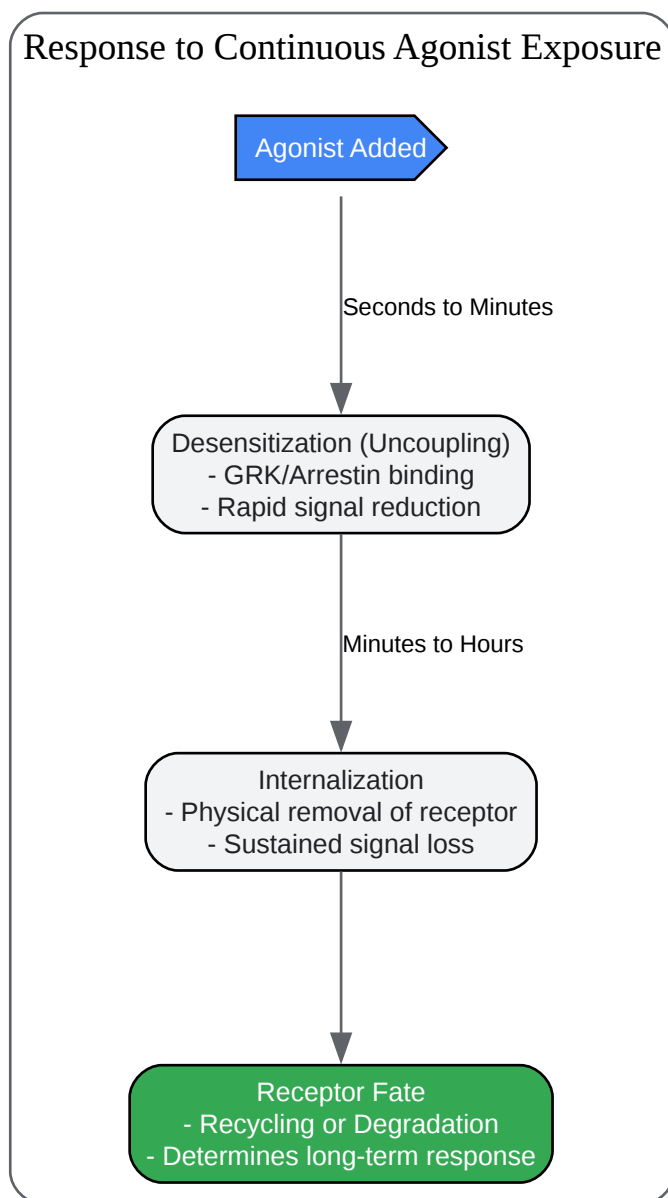 Response to Continuous Agonist Exposure
Agonist Added
Seconds to Minutes
Desensitization (Uncoupling)
- GRK/Arrestin binding
- Rapid signal reduction
Minutes to Hours
Internalization
- Physical removal of receptor
- Sustained signal loss
Receptor Fate
- Recycling or Degradation
- Determines long-term response